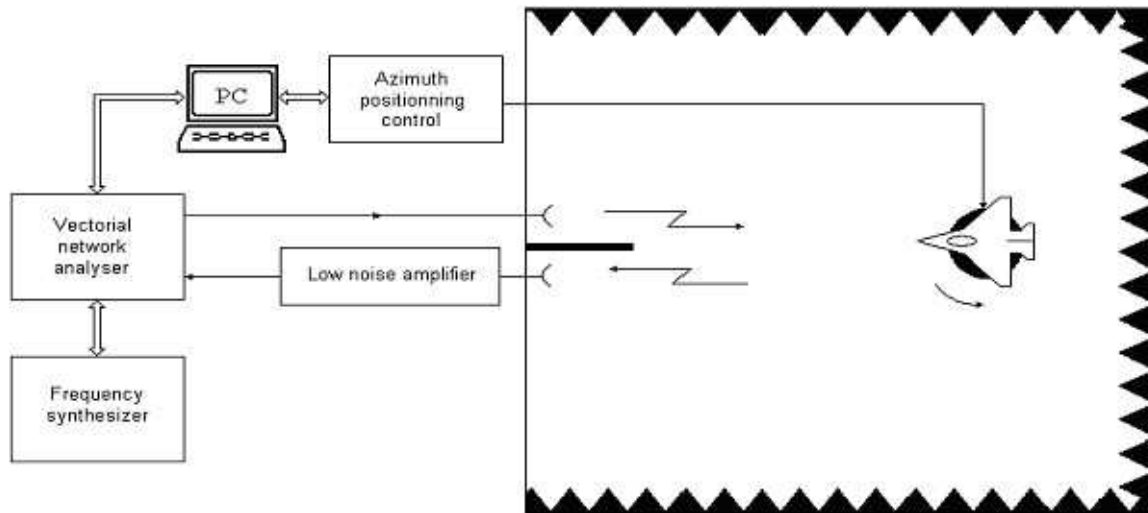 PC
Azimuth
positionning
control
Vectorial
network
analyser
Low noise amplifier
Frequency
synthesizer